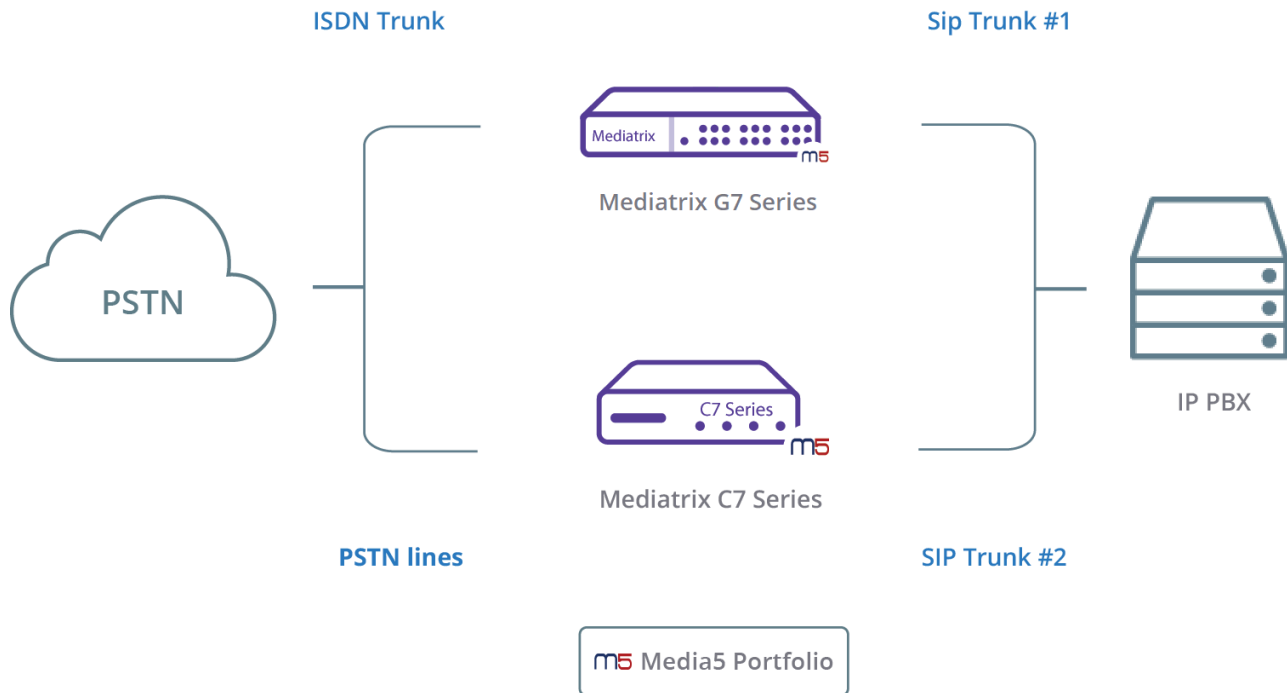 ISDN Trunk
Sip Trunk #1
Mediatrix
m5
Mediatrix G7 Series
PSTN
C7 Series
m5
IP PBX
Mediatrix C7 Series
PSTN lines
SIP Trunk #2
m5 Media5 Portfolio